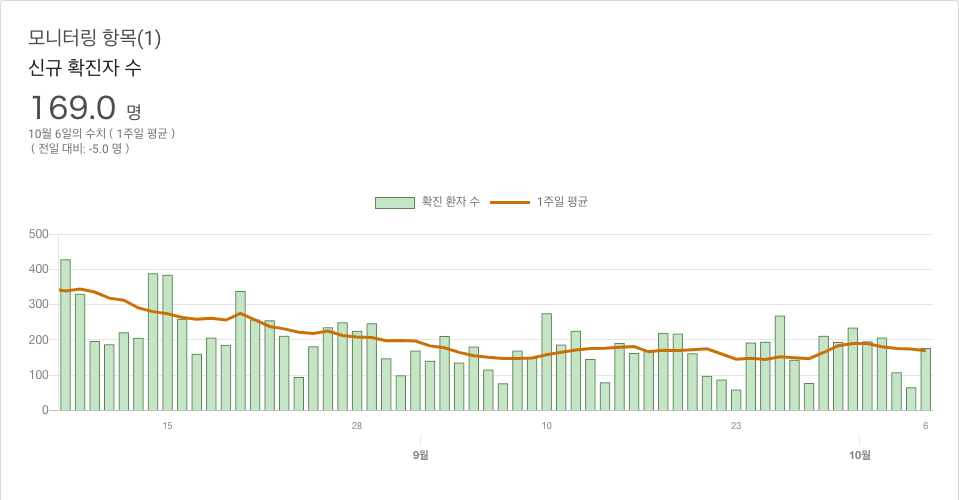 모니터링 항목(1)
신규 확진자 수
169.0 명
10월 6일의 수치 ( 1주일 평균 )
( 전일 대비: -5.0 명 )
확진 환자 수 1주일 평균
500
400
300
200
100
0
15 28 10 23 6
9월 10월